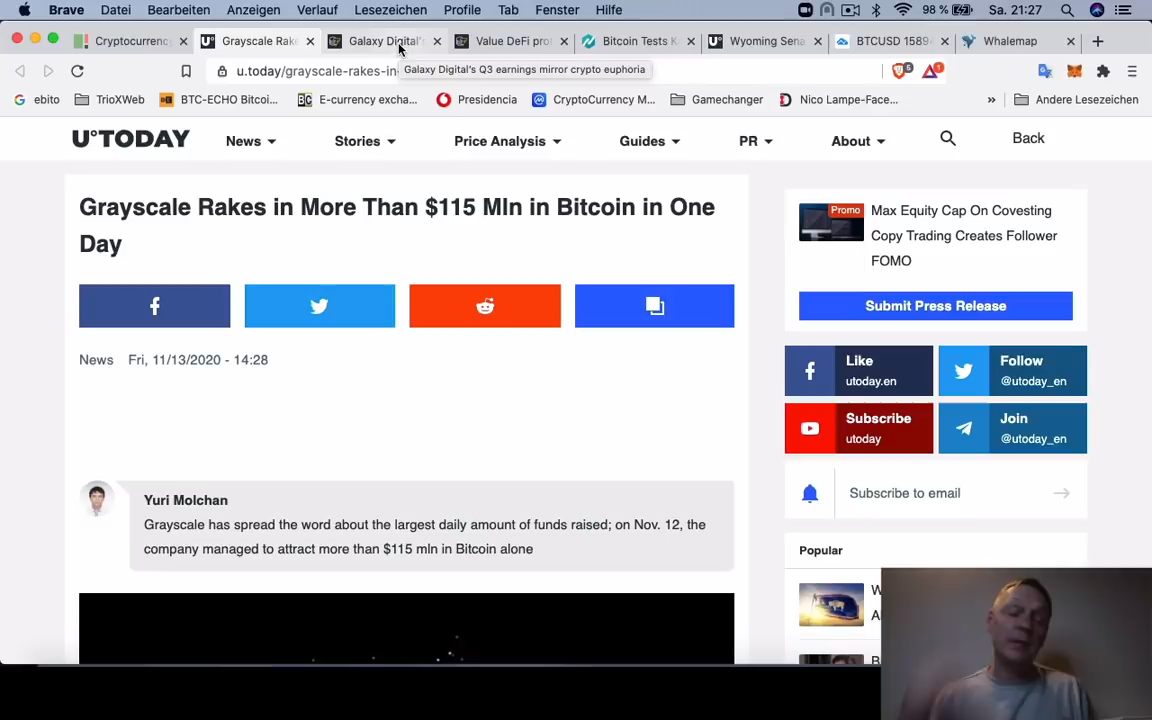 Brave Datei Bearbeiten Anzeigen Verlauf Lesezeichen Profile Tab Fenster Hilfe 98 % Sa. 21:27
Cryptocurrency Grayscale Rake Galaxy Digital's Value DeFi pro Bitcoin Tests K Wyoming Sena BTCUSD 1589 Whalemap
u.today/grayscale-rakes-in- 5 1
Galaxy Digital's Q3 earnings mirror crypto euphoria
ebito TrioXWeb BTC-ECHO Bitcoi... E-currency excha... Presidencia CryptoCurrency M... Gamechanger Nico Lampe-Face... » Andere Lesezeichen
U°TODAY News Stories Price Analysis Guides PR About Back
Grayscale Rakes in More Than $115 Mln in Bitcoin in One
Day
News Fri, 11/13/2020 - 14:28
Yuri Molchan
Grayscale has spread the word about the largest daily amount of funds raised; on Nov. 12, the
company managed to attract more than $115 mln in Bitcoin alone
Promo
Max Equity Cap On Covesting
Copy Trading Creates Follower
FOMO
Submit Press Release
Like
utoday.en
Follow
@utoday_en
Subscribe
utoday
Join
@utoday_en
Subscribe to email
Popular